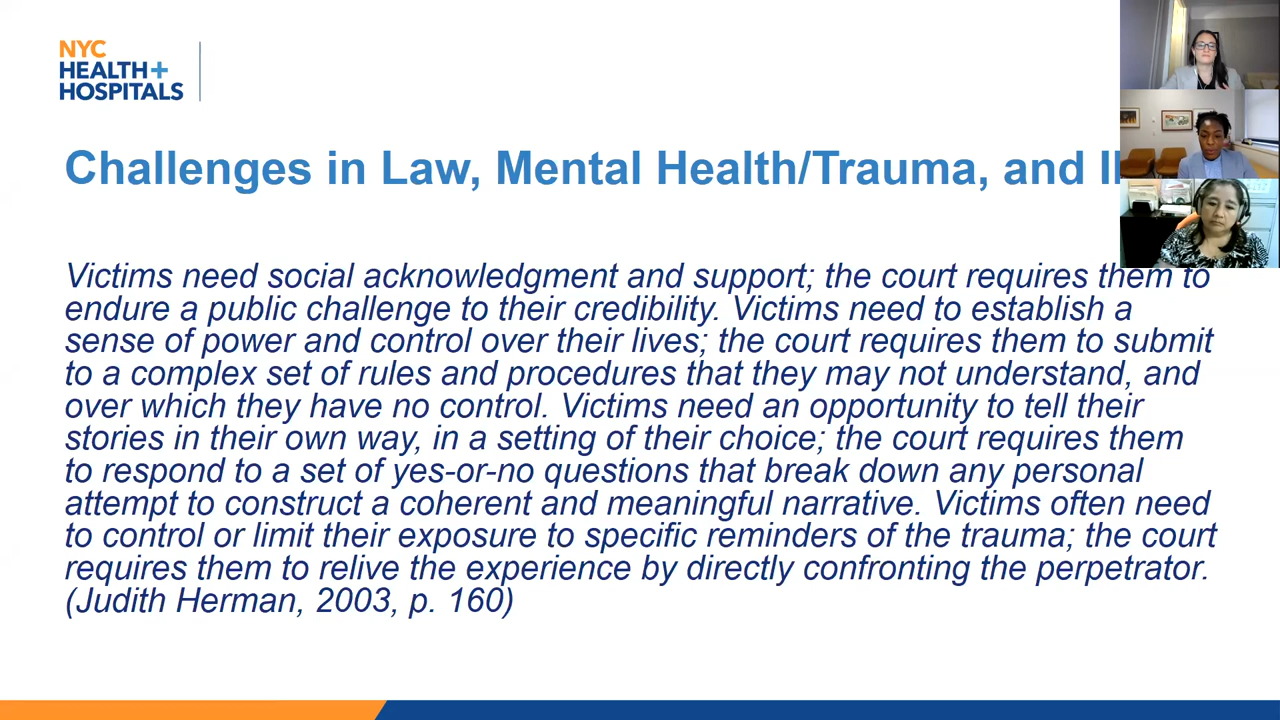 NYC
HEALTH+
HOSPITALS
Challenges in Law, Mental Health/Trauma, and
Victims need social acknowledgment and support; the court requires them to
endure a public challenge to their credibility. Victims need to establish a
sense of power and control over their lives; the court requires them to submit
to a complex set of rules and procedures that they may not understand, and
over which they have no control. Victims need an opportunity to tell their
stories in their own way, in a setting of their choice; the court requires them
to respond to a set of yes-or-no questions that break down any personal
attempt to construct a coherent and meaningful narrative. Victims often need
to control or limit their exposure to specific reminders of the trauma; the court
requires them to relive the experience by directly confronting the perpetrator.
(Judith Herman, 2003, p. 160)